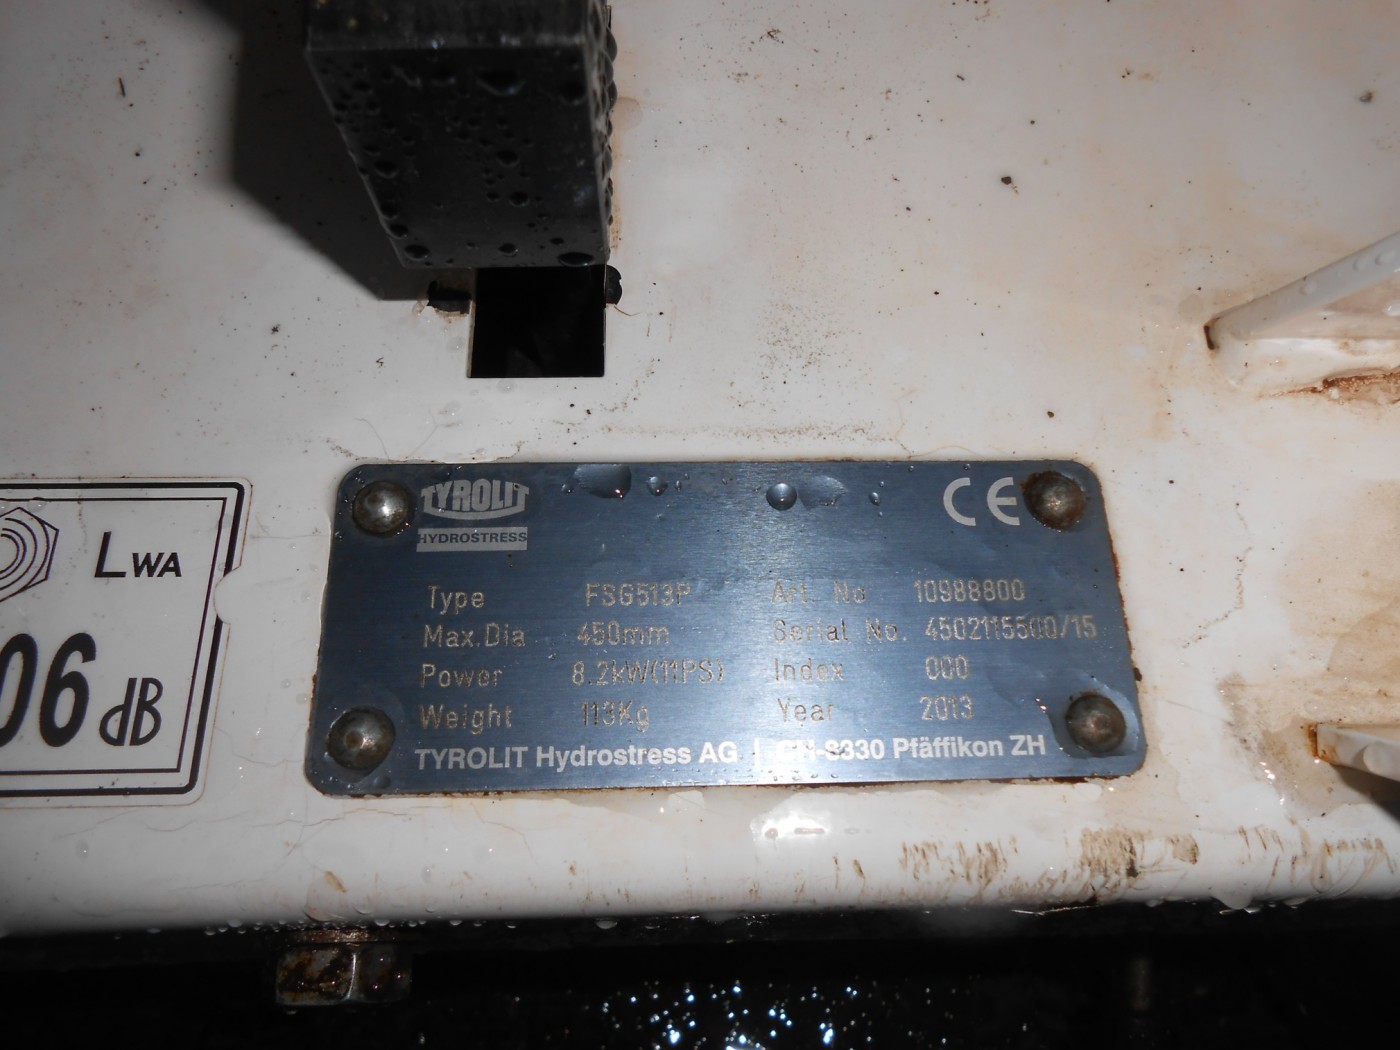 TYROLIT
HYDROSTRESS
CE
Type FSG513P Art. No 10988800
Max.Dia 450mm Serial No. 4502115500/15
Power 8.2kW(11PS) Index 000
Weight 113Kg Year 2013
TYROLIT Hydrostress AG | CH-8330 Pfäffikon ZH
LWA
06 dB